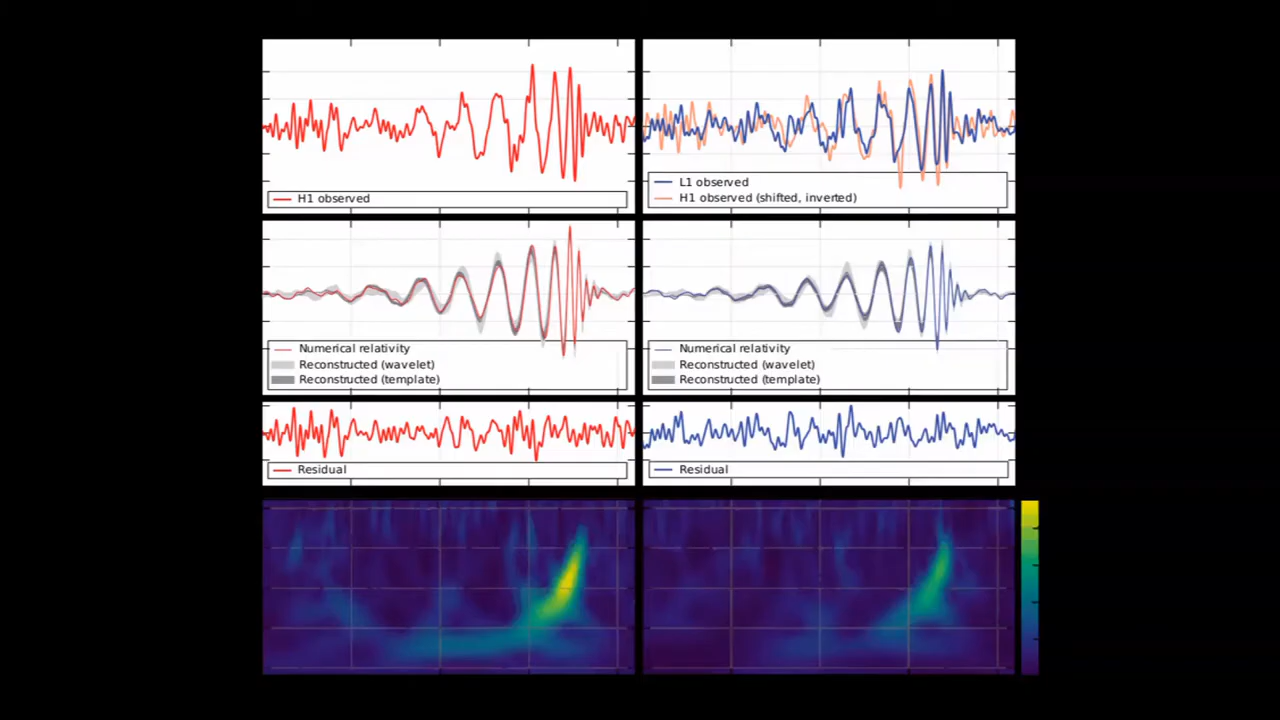 H1 observed
L1 observed
H1 observed (shifted, inverted)
Numerical relativity
Reconstructed (wavelet)
Reconstructed (template)
Numerical relativity
Reconstructed (wavelet)
Reconstructed (template)
Residual
Residual